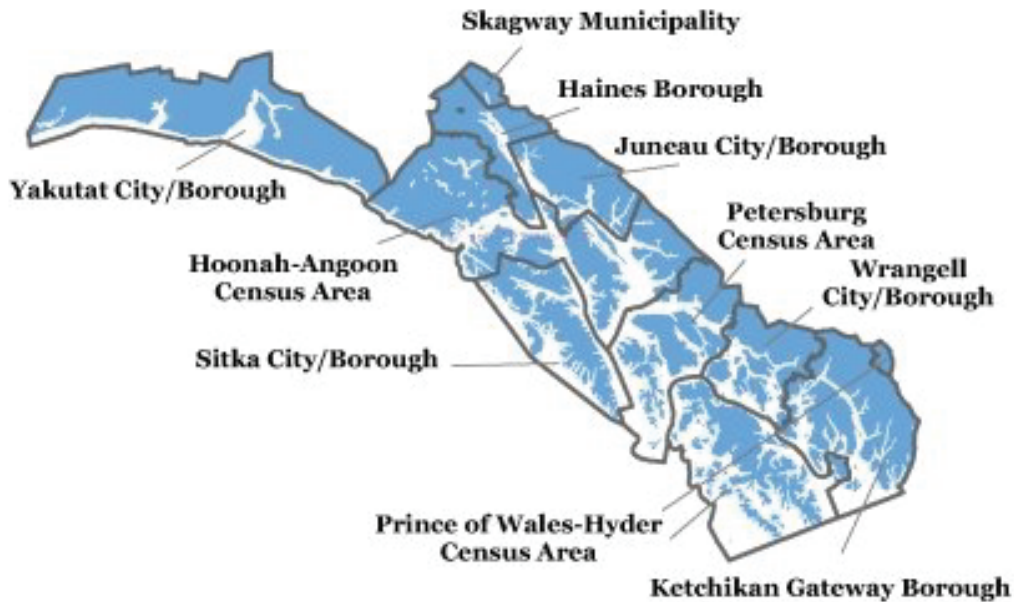 Skagway Municipality
Haines Borough
Juneau City/Borough
Yakutat City/Borough
Petersburg
Census Area
Hoonah-Angoon
Census Area
Wrangell
City/Borough
Sitka City/Borough
Prince of Wales-Hyder
Census Area
Ketchikan Gateway Borough